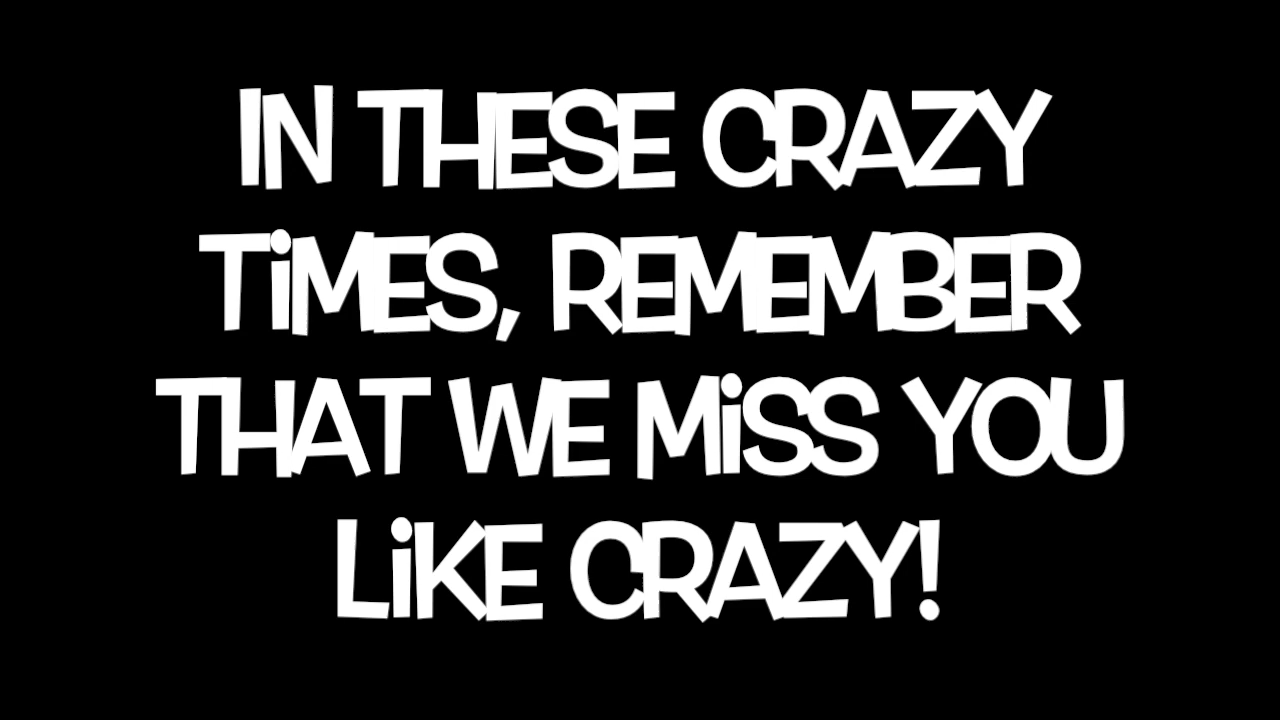 IN THESE CRAZY
TiMES, REMEMBER
THAT WE MiSS YOU
LiKE CRAZY!